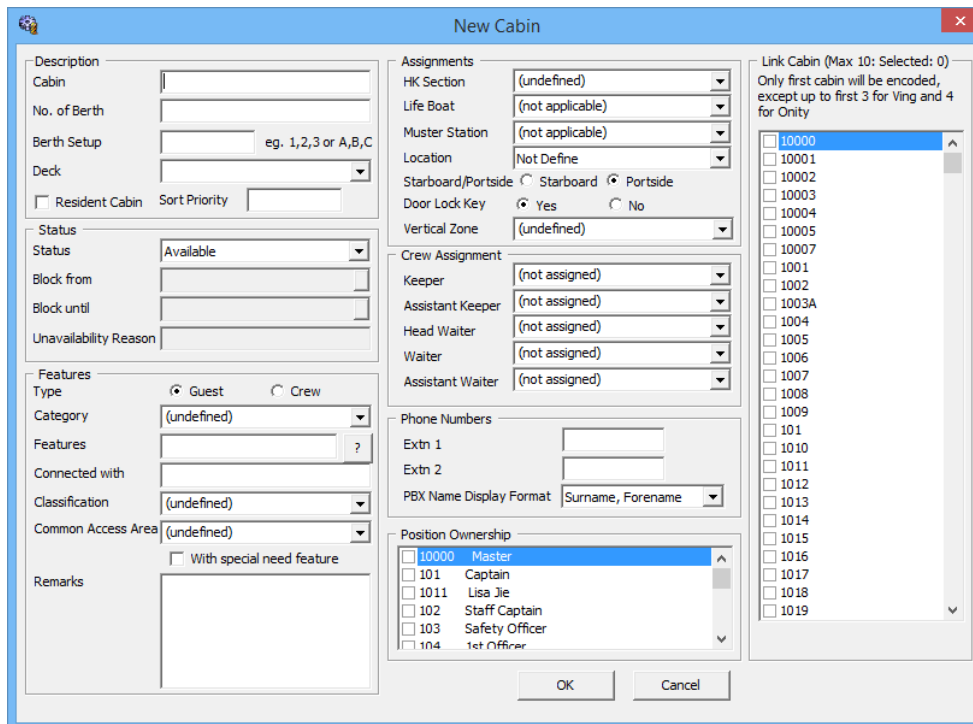 New Cabin
Description
Cabin
No. of Berth
Berth Setup eg. 1,2,3 or A,B,C
Deck
Resident Cabin Sort Priority
Status
Status Available
Block from
Block until
Unavailability Reason
Features
Type Guest Crew
Category (undefined)
Features ?
Connected with
Classification (undefined)
Common Access Area (undefined)
With special need feature
Remarks
Assignments
HK Section (undefined)
Life Boat (not applicable)
Muster Station (not applicable)
Location Not Define
Starboard/Portside Starboard Portside
Door Lock Key Yes No
Vertical Zone (undefined)
Crew Assignment
Keeper (not assigned)
Assistant Keeper (not assigned)
Head Waiter (not assigned)
Waiter (not assigned)
Assistant Waiter (not assigned)
Phone Numbers
Extn 1
Extn 2
PBX Name Display Format Surname, Forename
Position Ownership
10000 Master
101 Captain
1011 Lisa Jie
102 Staff Captain
103 Safety Officer
104 1st Officer
OK Cancel
Link Cabin (Max 10: Selected: 0)
Only first cabin will be encoded,
except up to first 3 for Ving and 4
for Onity
10000
10001
10002
10003
10004
10005
10007
1001
1002
1003A
1004
1005
1006
1007
1008
1009
101
1010
1011
1012
1013
1014
1015
1016
1017
1018
1019